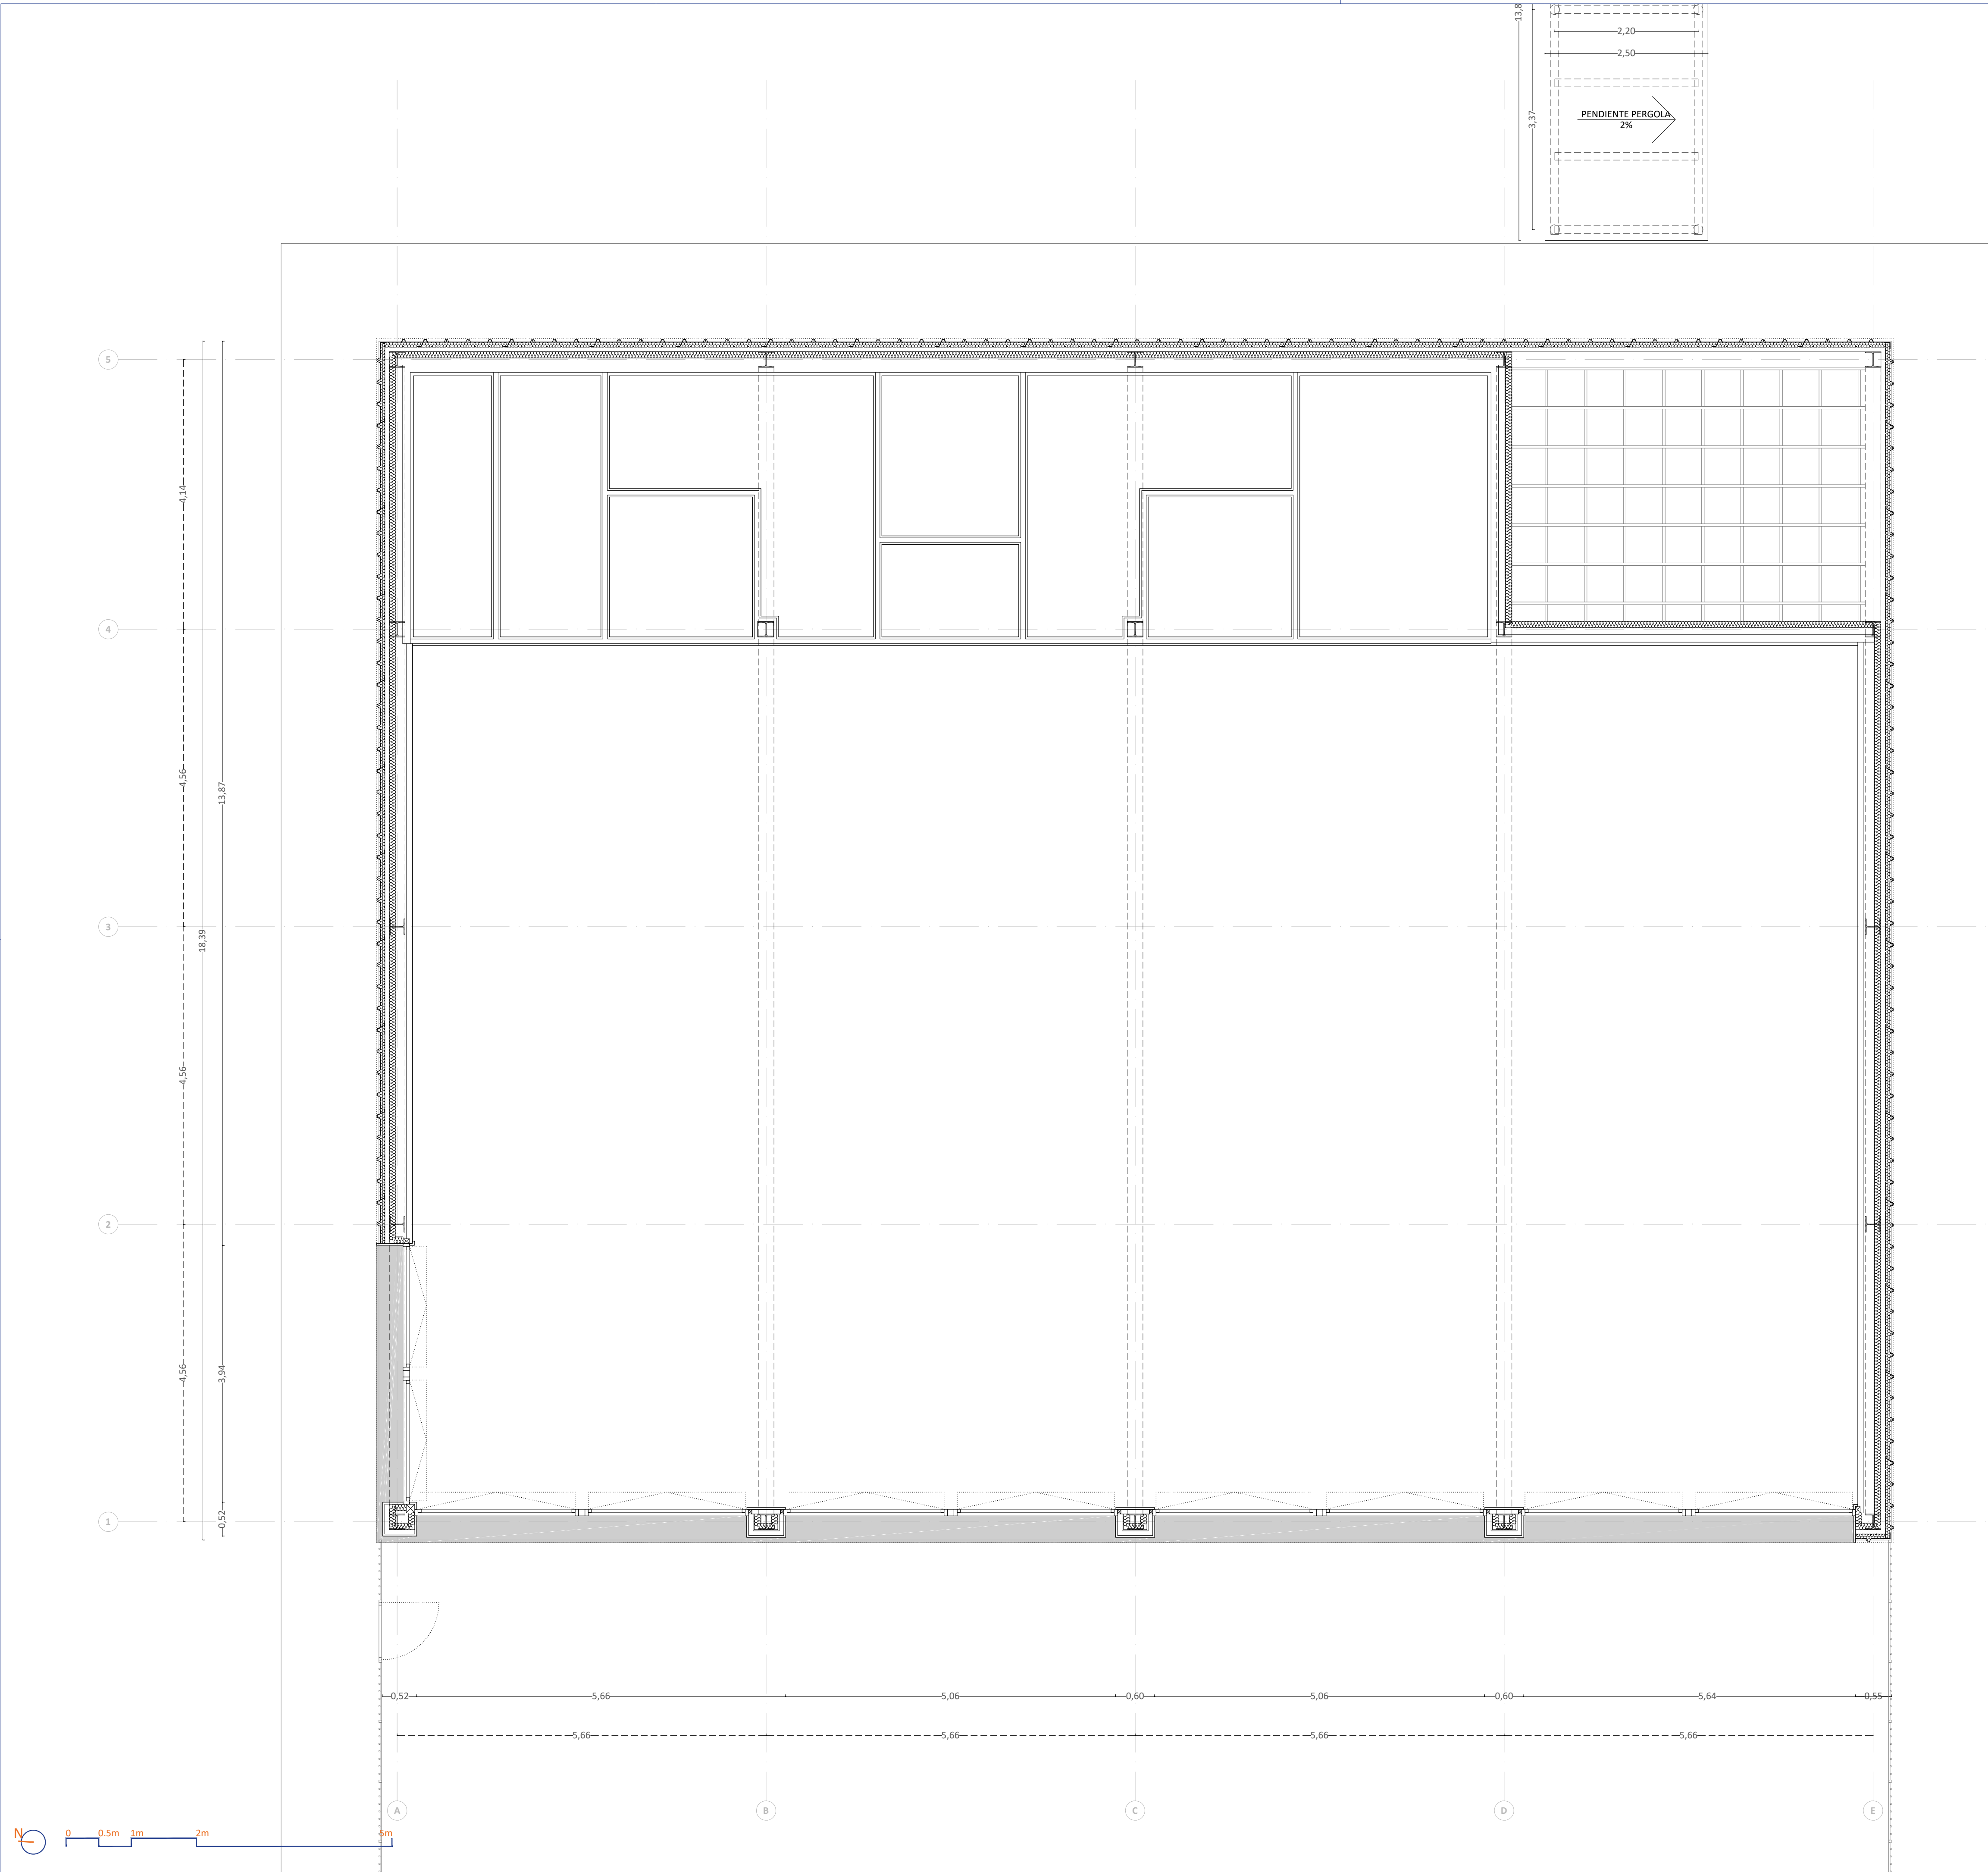 13,8
2,20
2,50
3,37
PENDIENTE PERGOLA
2%
5
4,14
4
4,56
13,87
18,39
3
4,56
2
4,56
3,94
0,52
1
0,52
5,66
5,06
0,60
5,06
0,60
5,64
0,55
5,66
5,66
5,66
5,66
A
B
C
D
E
N
0
0.5m
1m
2m
5m